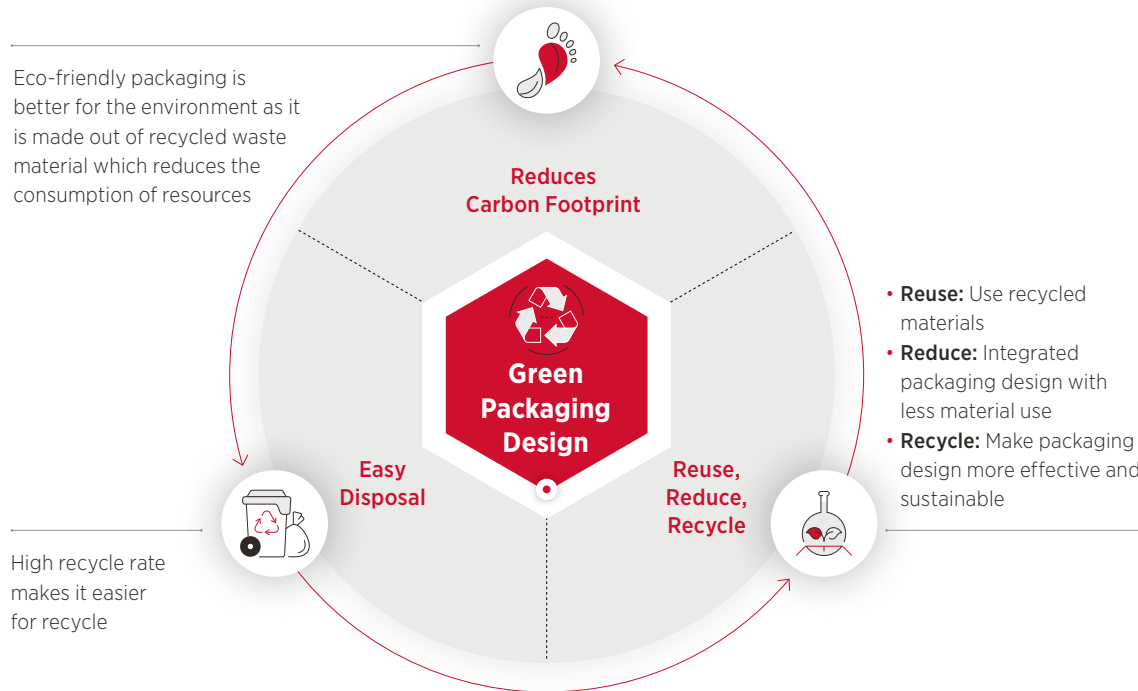 Eco-friendly packaging is
better for the environment as it
is made out of recycled waste
material which reduces the
consumption of resources
Reduces
Carbon Footprint
Green
Packaging
Design
• Reuse: Use recycled
materials
• Reduce: Integrated
packaging design with
less material use
• Recycle: Make packaging
design more effective and
sustainable
Easy
Disposal
Reuse,
Reduce,
Recycle
High recycle rate
makes it easier
for recycle